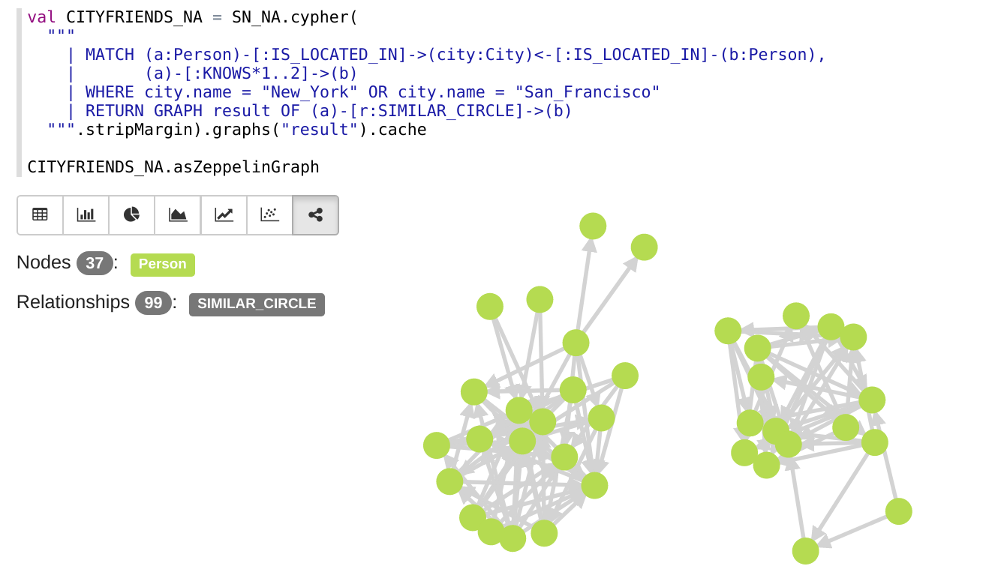 val CITYFRIENDS_NA = SN_NA.cypher(
"""
| MATCH (a:Person)-[:IS_LOCATED_IN]->(city:City)<-[:IS_LOCATED_IN]-(b:Person),
|       (a)-[:KNOWS*1..2]->(b)
| WHERE city.name = "New_York" OR city.name = "San_Francisco"
| RETURN GRAPH result OF (a)-[r:SIMILAR_CIRCLE]->(b)
""".stripMargin).graphs("result").cache
CITYFRIENDS_NA.asZeppelinGraph
Nodes 37: Person
Relationships 99: SIMILAR_CIRCLE